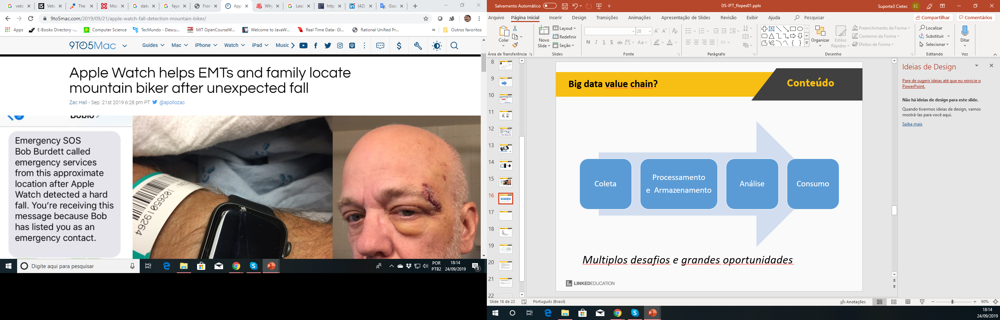 veto
Veto
The
Moc
data
faya
Fron
App
Why
Less
http
(42)
Goo
9to5mac.com/2019/09/21/apple-watch-fall-detection-mountain-biker/
Apps
E-Books Directory -...
Computer Science
TecMundo - Descu...
MIT OpenCourseW...
Welcome to JavaW...
Real Time Data- Gl...
Rational Unified Pr...
»
Outros favoritos
9TO5Mac
Guides
Mac
iPhone
Watch
iPad
Music
Apple Watch helps EMTs and family locate
mountain biker after unexpected fall
Zac Hall - Sep. 21st 2019 6:28 pm PT @apollozac
Emergency SOS
Bob Burdett called
emergency services
from this approximate
location after Apple
Watch detected a hard
fall. You're receiving this
message because Bob
has listed you as an
emergency contact.
10265019264
Digite aqui para pesquisar
POR
PTB2
18:14
24/09/2019
3
Salvamento Automático
DS-IPT_flopes01.pptx
Suporte3 Cietec
SC
Arquivo
Página Inicial
Inserir
Design
Transições
Animações
Apresentação de Slides
Revisão
Exibir
Ajuda
Pesquisar
Compartilhar
Comentários
Colar
Novo
Slide
Layout
Redefinir
Seção
28
N I S S ab AV Aa A
Organizar
Estilos
Rápidos
Preenchimento da Forma
Contorno da Forma
Efeitos de Forma
Localizar
Substituir
Selecionar
Ditar
Área de Transferência
Slides
Fonte
Parágrafo
Desenho
Editando
Voz
8
9
10
11
12
13
14
15
16
17
18
19
20
21
22
Big data value chain?
Conteúdo
Coleta
Processamento
e Armazenamento
Análise
Consumo
Multiplos desafios e grandes oportunidades
LINKEDEDUCATION
Ideias de Design
Pare de sugerir ideias até que eu reinicie o
PowerPoint.
Não há ideias de design para este slide.
Quando tivermos ideias de design, vamos
mostrá-las para você aqui.
Saiba mais
Slide 16 de 22
Português (Brasil)
Anotações
90%
18:14
24/09/2019